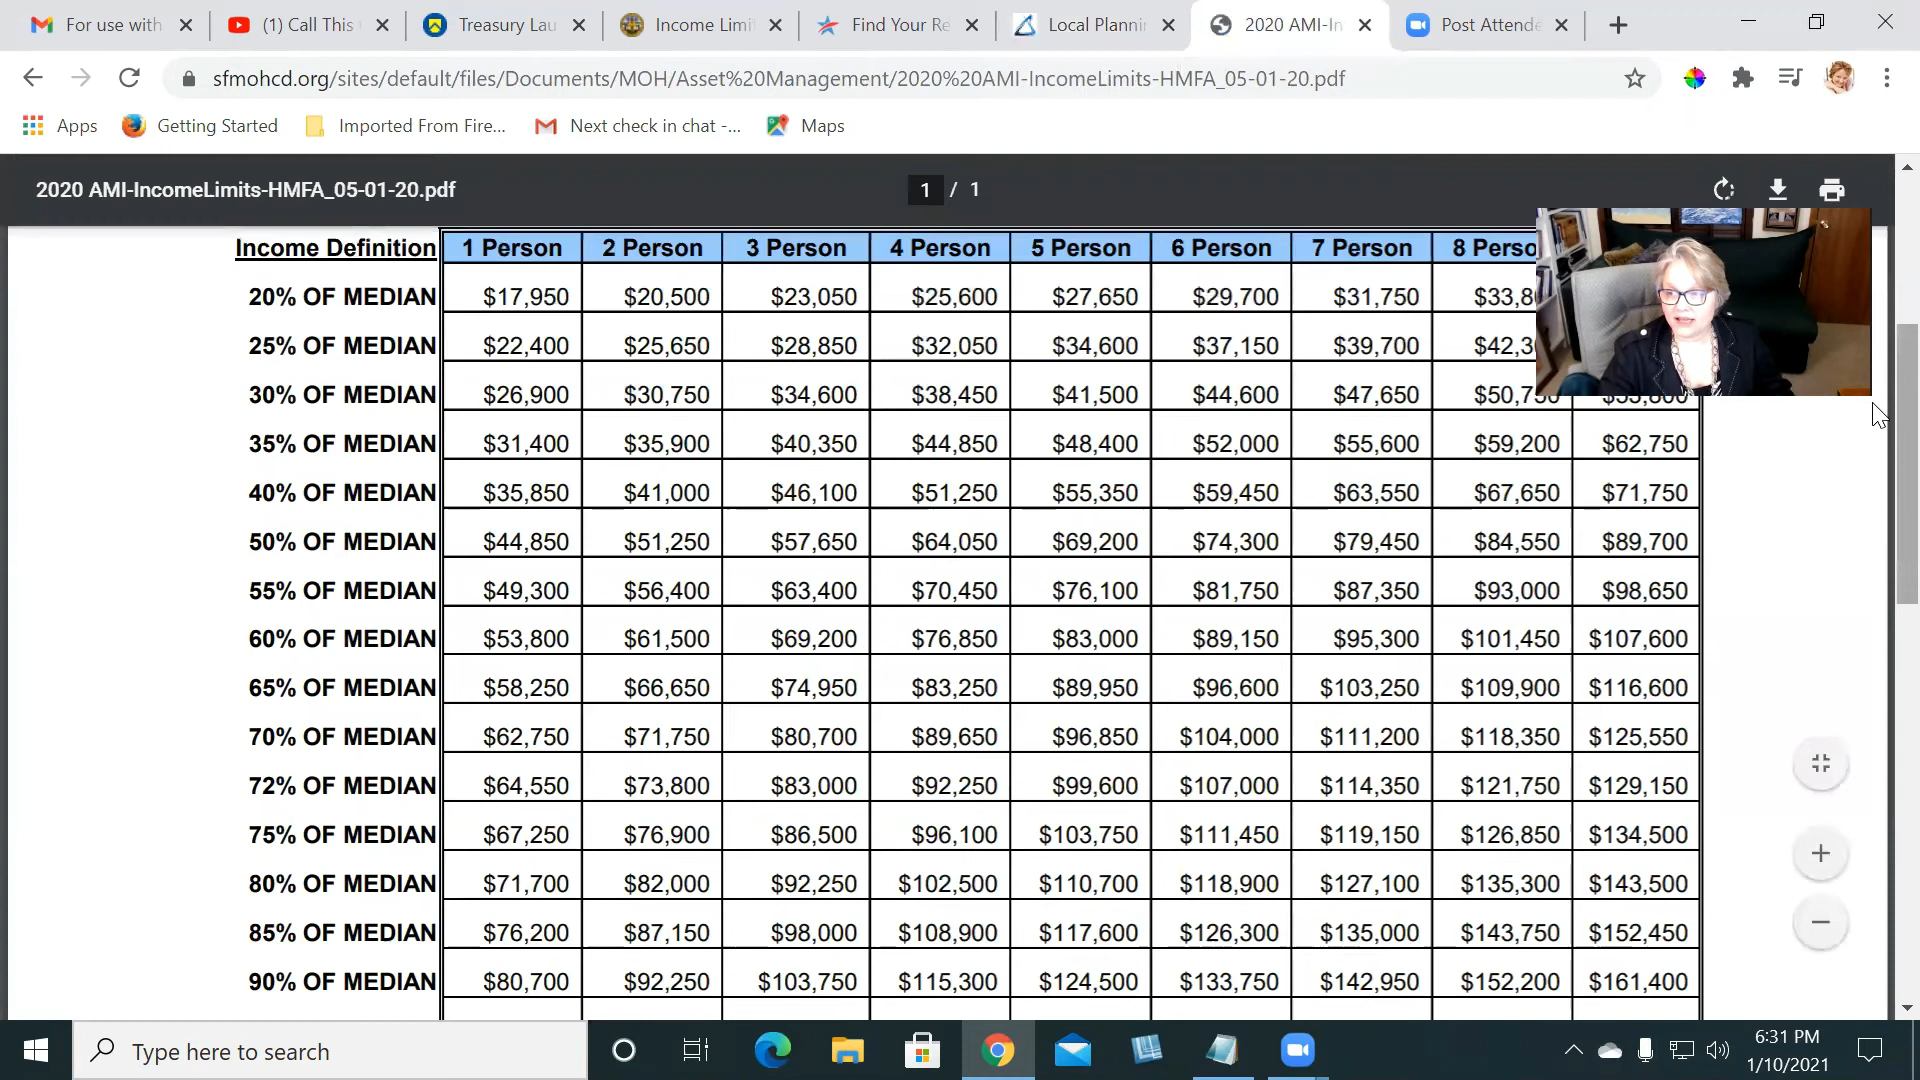 For use with
(1) Call This
Treasury Lau
Income Limi
Find Your Re
Local Plannin
2020 AMI-In
Post Attende
sfmohcd.org/sites/default/files/Documents/MOH/Asset%20Management/2020%20AMI-IncomeLimits-HMFA_05-01-20.pdf
Apps Getting Started Imported From Fire... Next check in chat -... Maps
2020 AMI-IncomeLimits-HMFA_05-01-20.pdf 1 / 1
Income Definition 1 Person 2 Person 3 Person 4 Person 5 Person 6 Person 7 Person 8 Perso
20% OF MEDIAN $17,950 $20,500 $23,050 $25,600 $27,650 $29,700 $31,750 $33,8
25% OF MEDIAN $22,400 $25,650 $28,850 $32,050 $34,600 $37,150 $39,700 $42,3
30% OF MEDIAN $26,900 $30,750 $34,600 $38,450 $41,500 $44,600 $47,650 $50,7
35% OF MEDIAN $31,400 $35,900 $40,350 $44,850 $48,400 $52,000 $55,600 $59,200 $62,750
40% OF MEDIAN $35,850 $41,000 $46,100 $51,250 $55,350 $59,450 $63,550 $67,650 $71,750
50% OF MEDIAN $44,850 $51,250 $57,650 $64,050 $69,200 $74,300 $79,450 $84,550 $89,700
55% OF MEDIAN $49,300 $56,400 $63,400 $70,450 $76,100 $81,750 $87,350 $93,000 $98,650
60% OF MEDIAN $53,800 $61,500 $69,200 $76,850 $83,000 $89,150 $95,300 $101,450 $107,600
65% OF MEDIAN $58,250 $66,650 $74,950 $83,250 $89,950 $96,600 $103,250 $109,900 $116,600
70% OF MEDIAN $62,750 $71,750 $80,700 $89,650 $96,850 $104,000 $111,200 $118,350 $125,550
72% OF MEDIAN $64,550 $73,800 $83,000 $92,250 $99,600 $107,000 $114,350 $121,750 $129,150
75% OF MEDIAN $67,250 $76,900 $86,500 $96,100 $103,750 $111,450 $119,150 $126,850 $134,500
80% OF MEDIAN $71,700 $82,000 $92,250 $102,500 $110,700 $118,900 $127,100 $135,300 $143,500
85% OF MEDIAN $76,200 $87,150 $98,000 $108,900 $117,600 $126,300 $135,000 $143,750 $152,450
90% OF MEDIAN $80,700 $92,250 $103,750 $115,300 $124,500 $133,750 $142,950 $152,200 $161,400
Type here to search
6:31 PM
1/10/2021